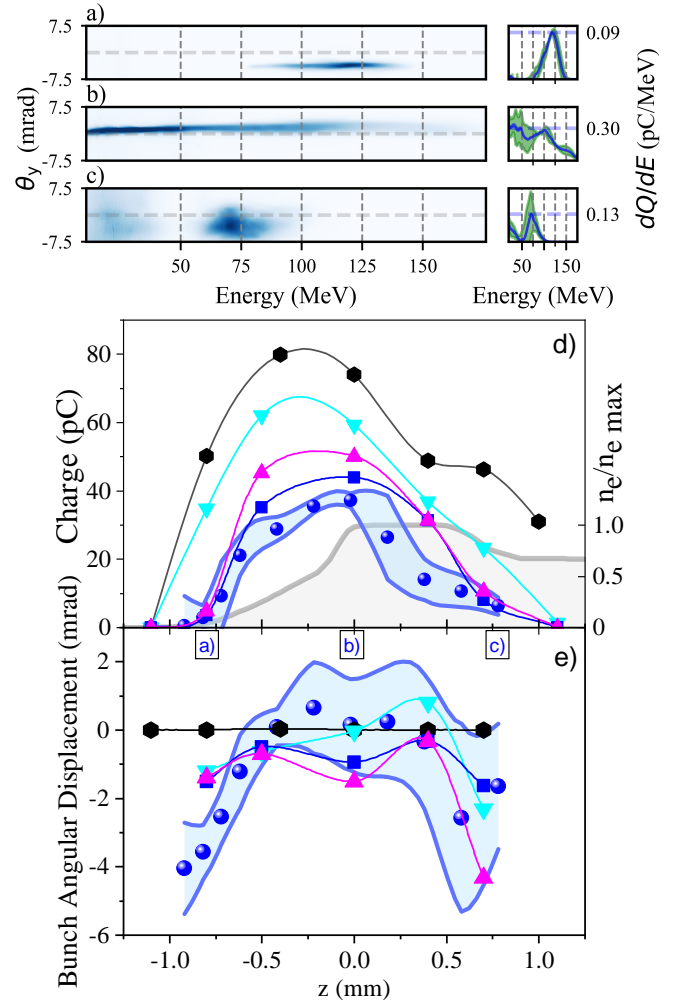 a)
7.5
-7.5
0.09
b)
7.5
-7.5
0.30
c)
7.5
-7.5
0.13
θy (mrad)
dQ/dE (pC/MeV)
50 75 100 125 150
50 150
Energy (MeV)
Energy (MeV)
d)
80
60
40
20
0
Charge (pC)
ne/ne max
1.0
0.5
0
a) b) c)
e)
2
0
-2
-4
-6
Bunch Angular Displacement (mrad)
-1.0 -0.5 0.0 0.5 1.0
z (mm)